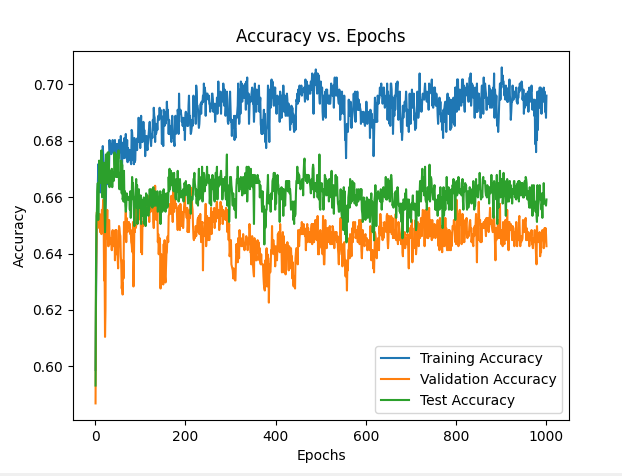 Accuracy vs. Epochs
Accuracy
0.70
0.68
0.66
0.64
0.62
0.60
0
200
400
600
800
1000
Epochs
Training Accuracy
Validation Accuracy
Test Accuracy